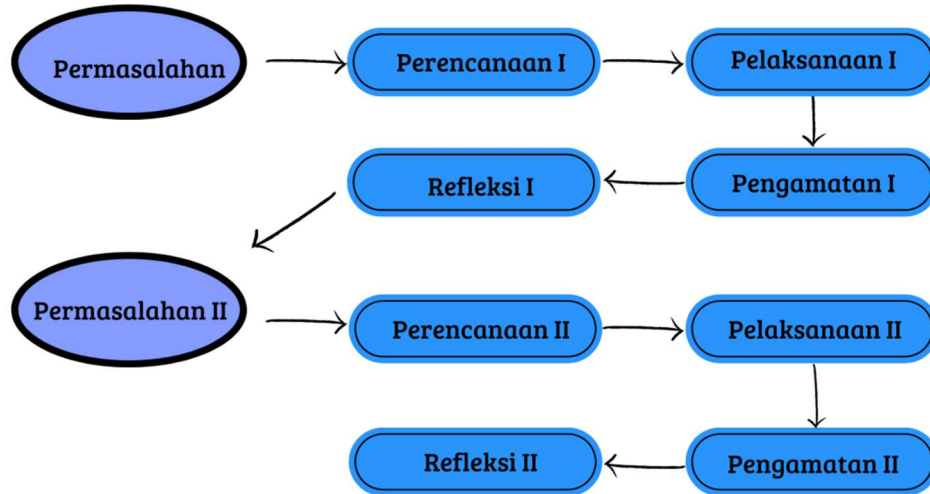 Permasalahan
Perencanaan I
Pelaksanaan I
Pengamatan I
Refleksi I
Permasalahan II
Perencanaan II
Pelaksanaan II
Pengamatan II
Refleksi II